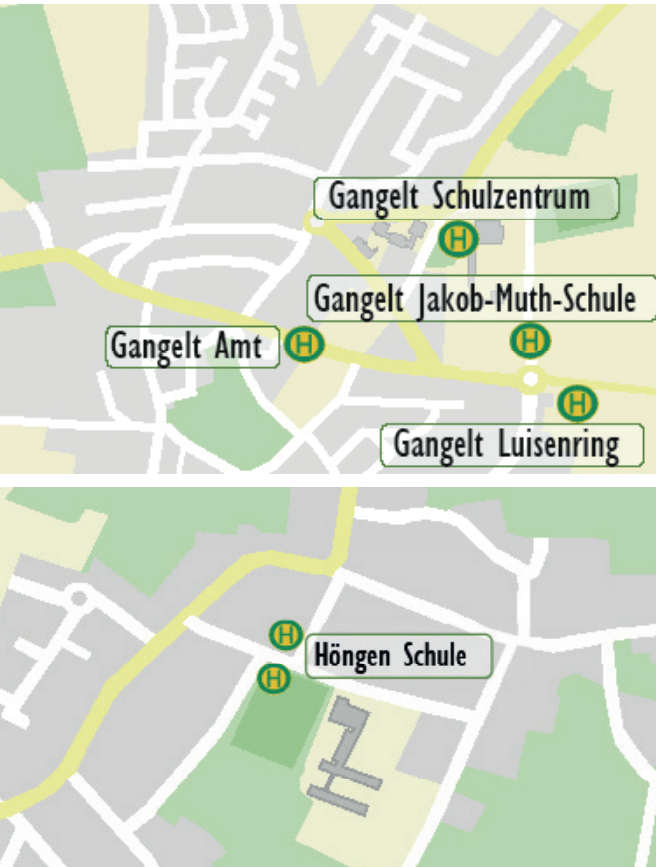 Gangelt Schulzentrum
H
Gangelt Jakob-Muth-Schule
Gangelt Amt
H
H
H
Gangelt Luisenring
H
Höngen Schule
H